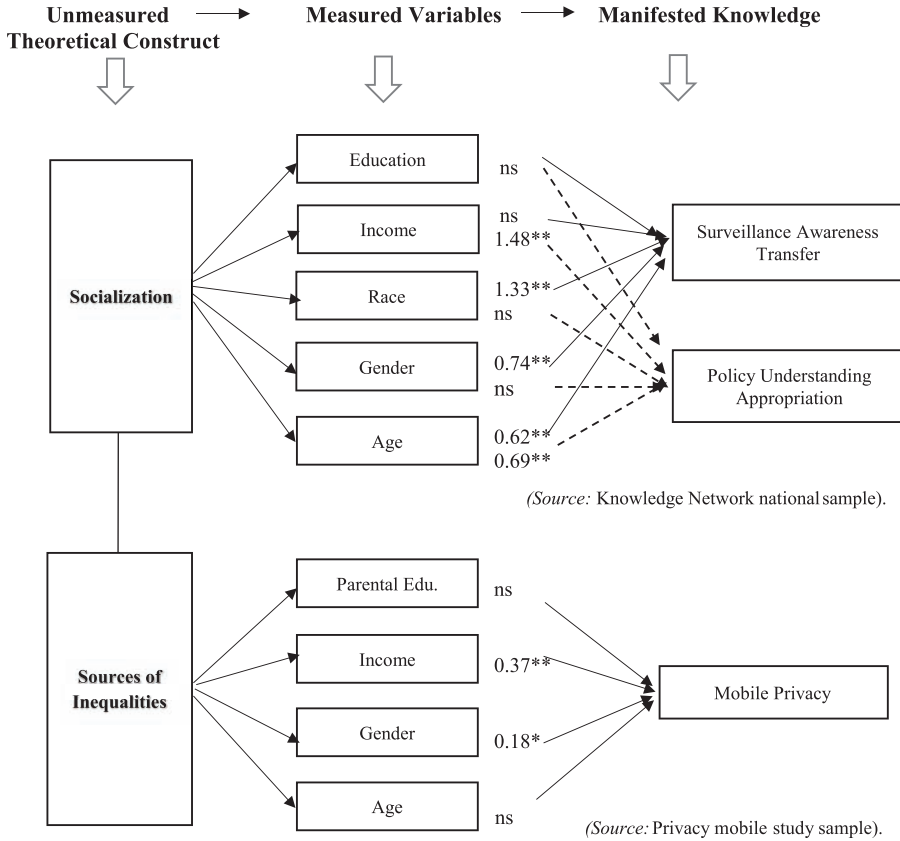 Unmeasured
Theoretical Construct
Measured Variables
Manifested Knowledge
Socialization
Education
Income
Race
Gender
Age
ns
ns
1.48**
1.33**
ns
0.74**
ns
0.62**
0.69**
Surveillance Awareness
Transfer
Policy Understanding
Appropriation
(Source: Knowledge Network national sample).
Sources of
Inequalities
Parental Edu.
Income
Gender
Age
ns
0.37**
0.18*
ns
Mobile Privacy
(Source: Privacy mobile study sample).